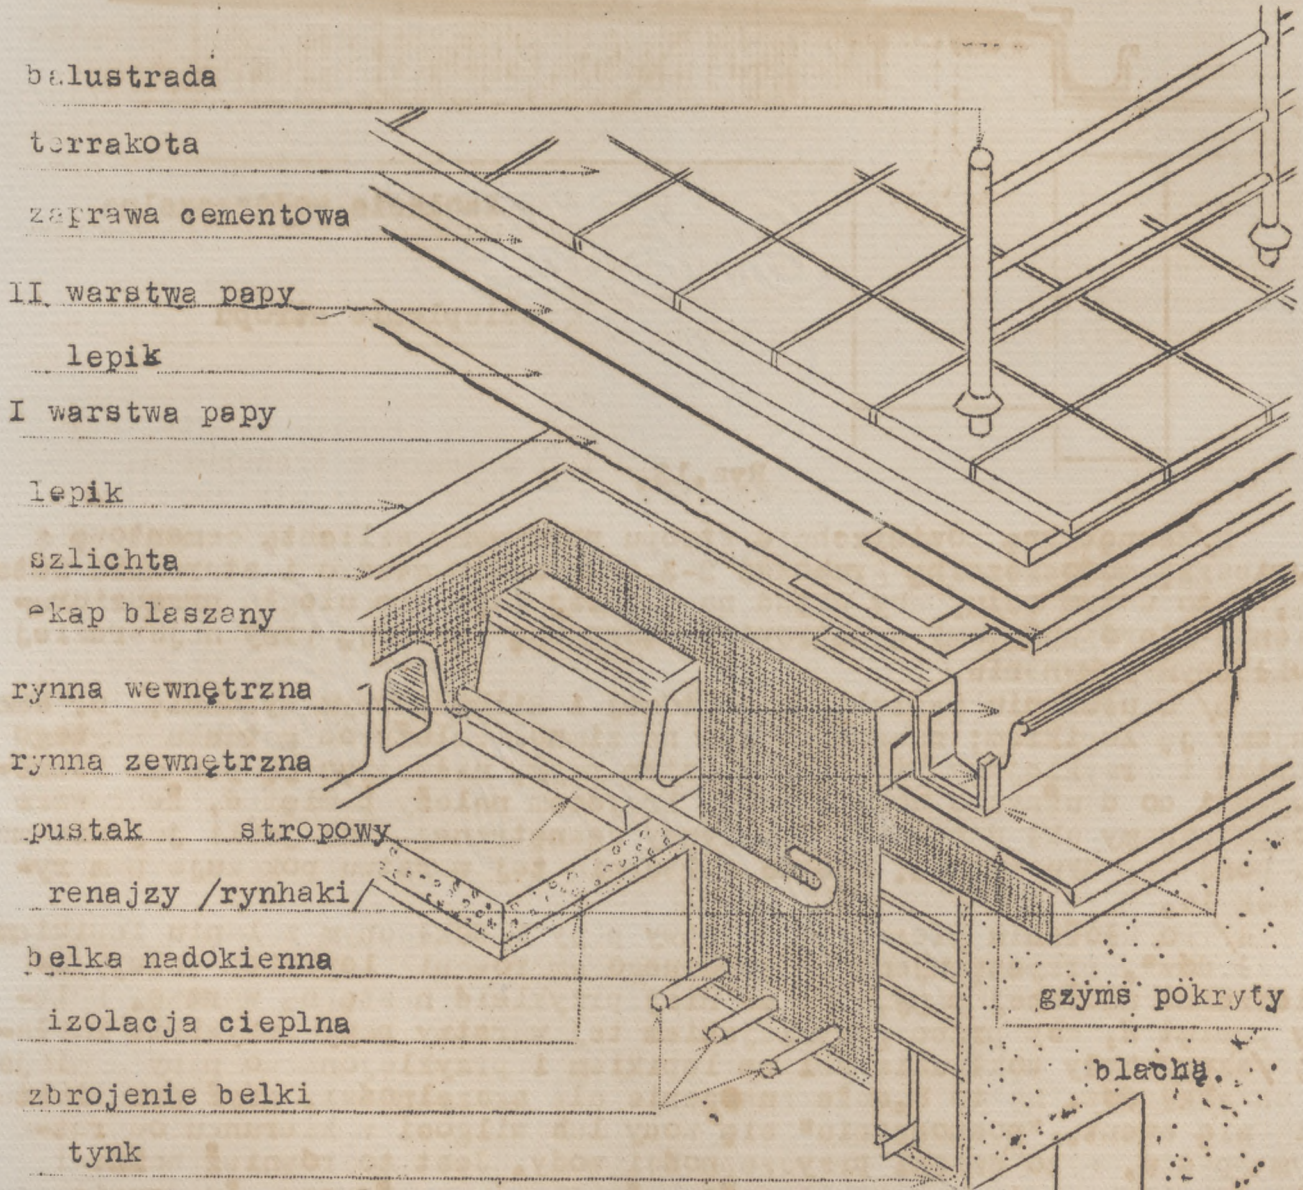 balustrada
terrakota
zaprawa cementowa
II warstwa papy
lepik
I warstwa papy
lepik
szlichta
okap blaszany
rynna wewnętrzna
rynna zewnętrzna
pustak stropowy
renajzy /rynhaki/
belka nadokienna
izolacja cieplna
zbrojenie belki
tynk
gzyms pokryty
blachą.